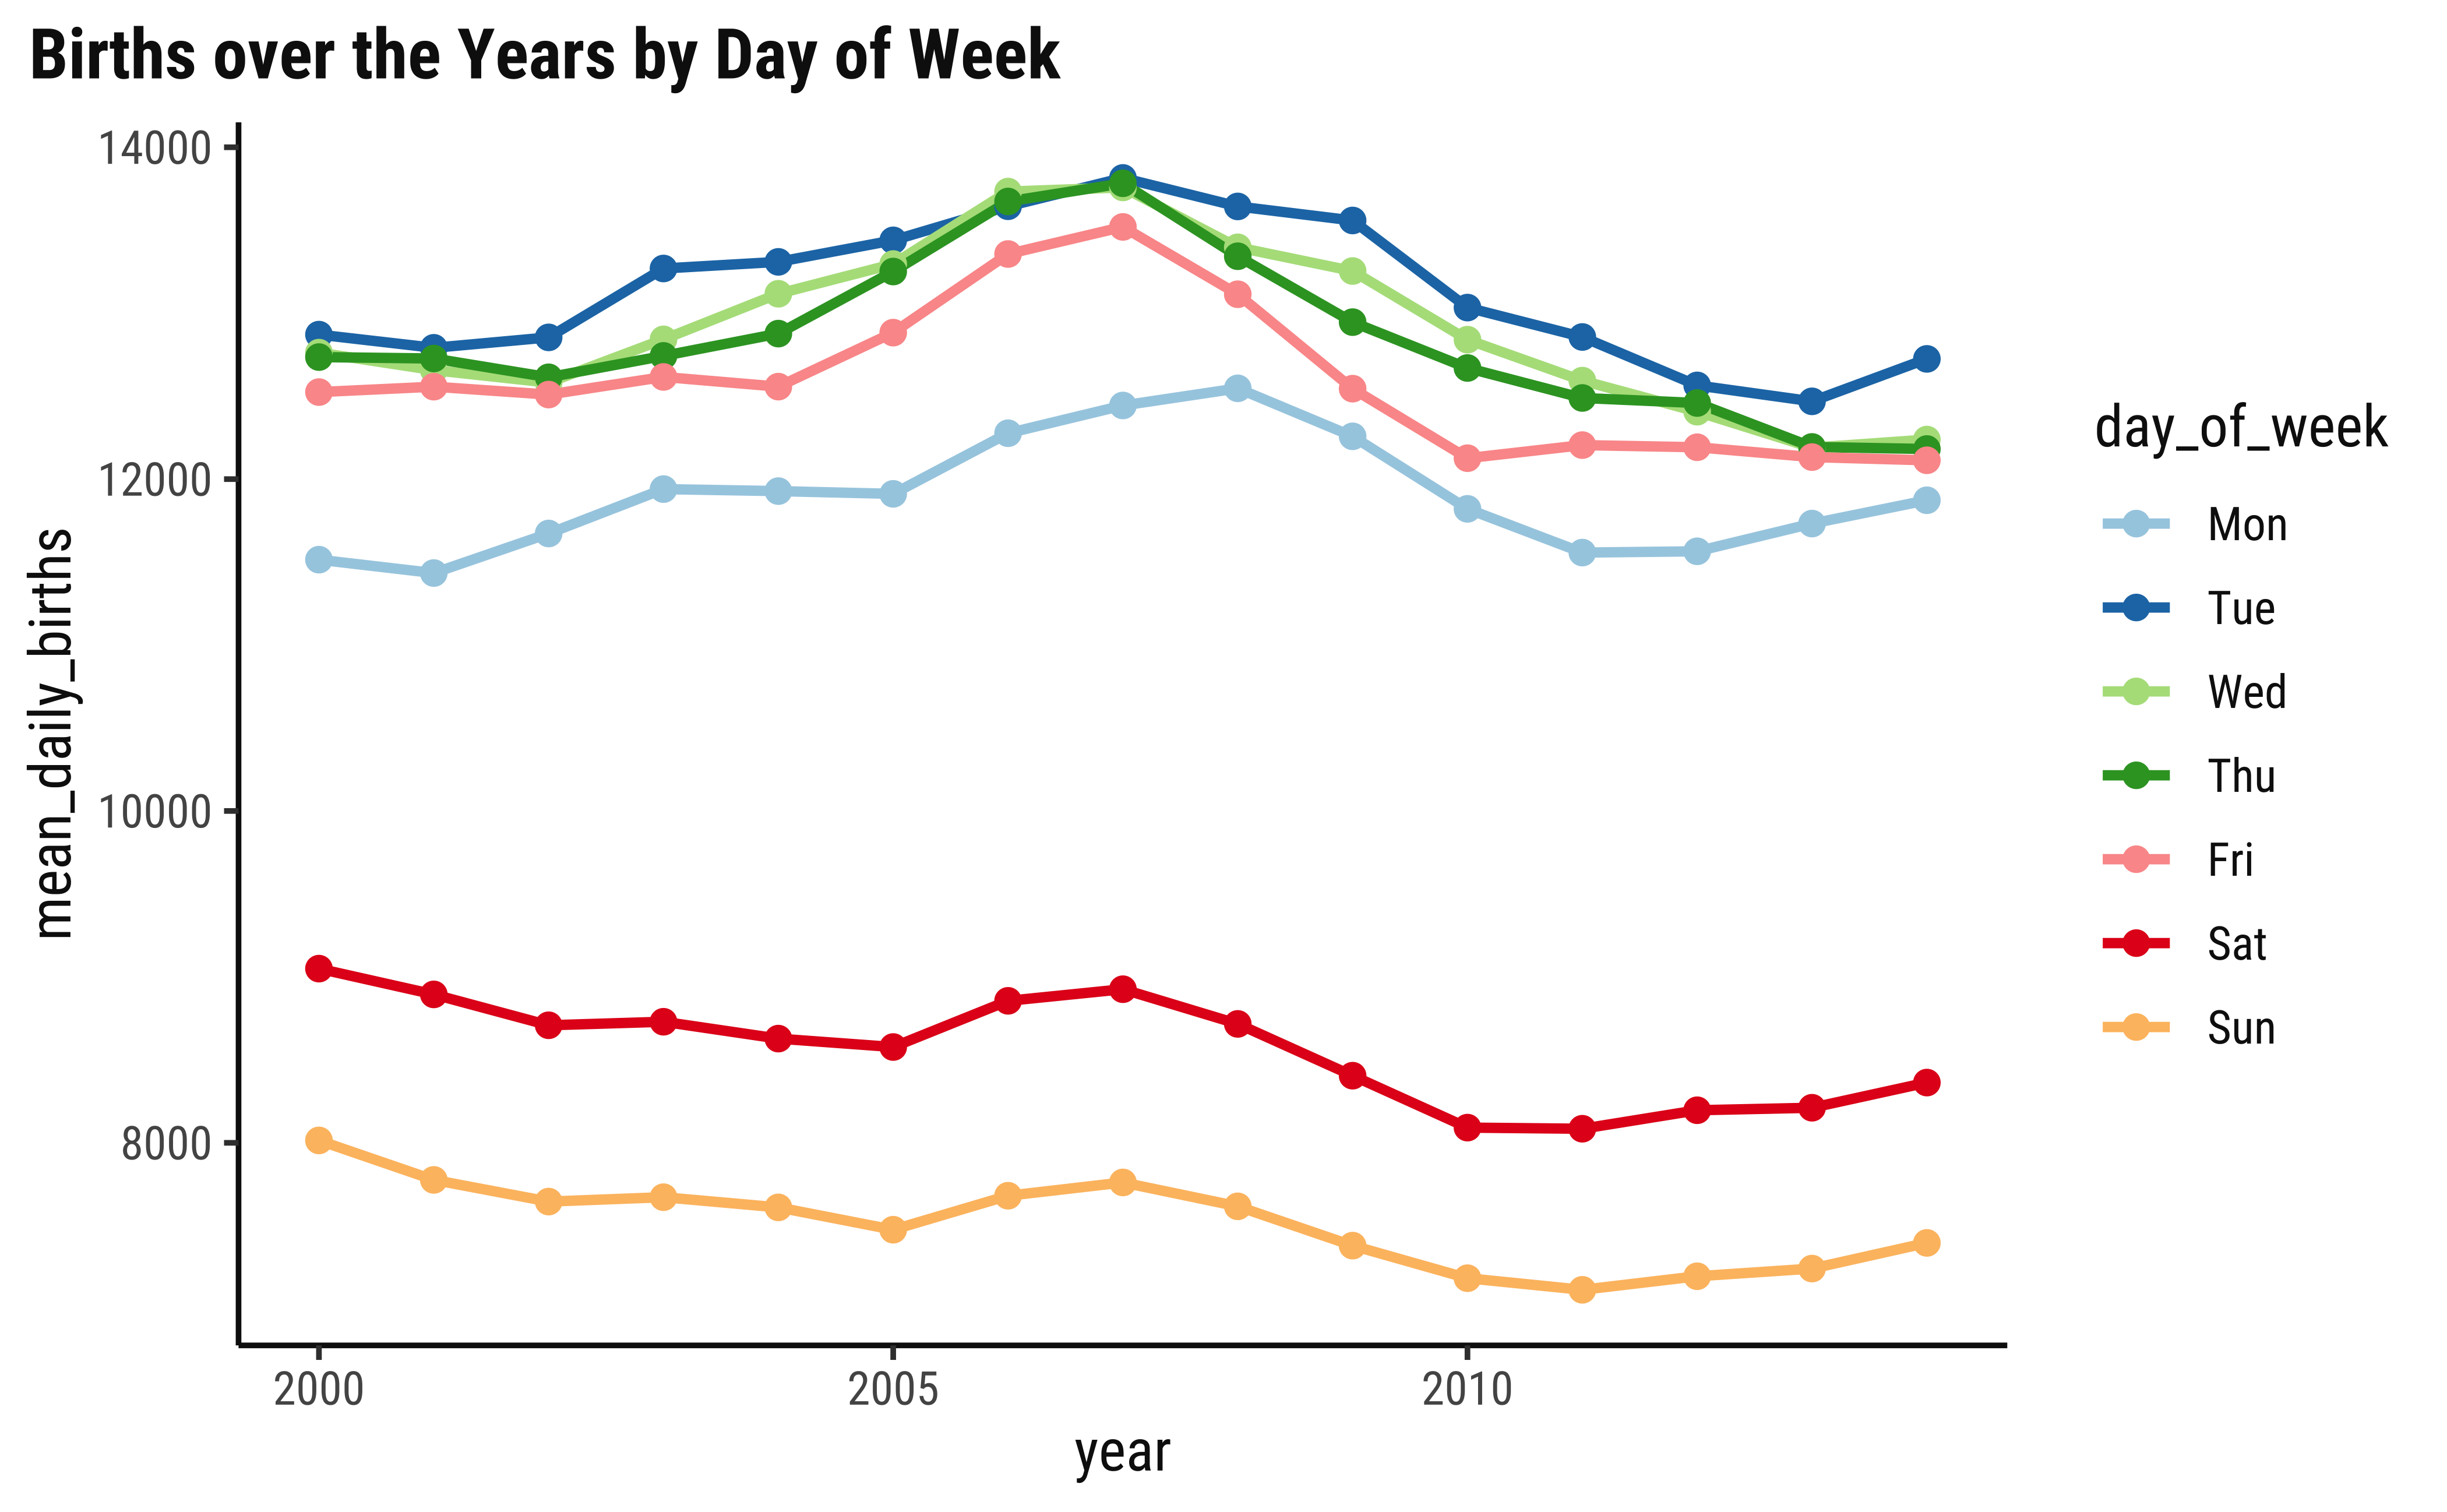 Births over the Years by Day of Week
14000
12000
10000
8000
mean_daily_births
2000
2005
2010
year
day_of_week
Mon
Tue
Wed
Thu
Fri
Sat
Sun